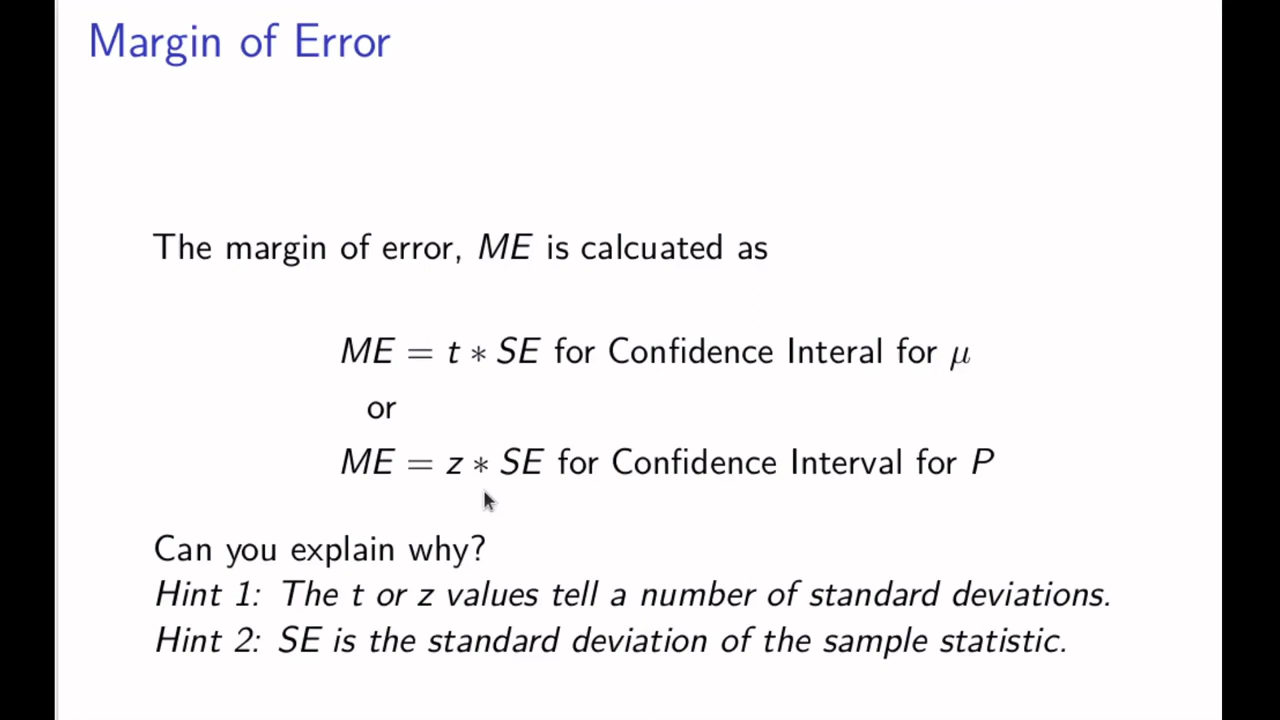 Margin of Error
The margin of error, ME is calcuated as
ME = t ∗ SE for Confidence Interal for μ
or
ME = z ∗ SE for Confidence Interval for P
Can you explain why?
Hint 1: The t or z values tell a number of standard deviations.
Hint 2: SE is the standard deviation of the sample statistic.